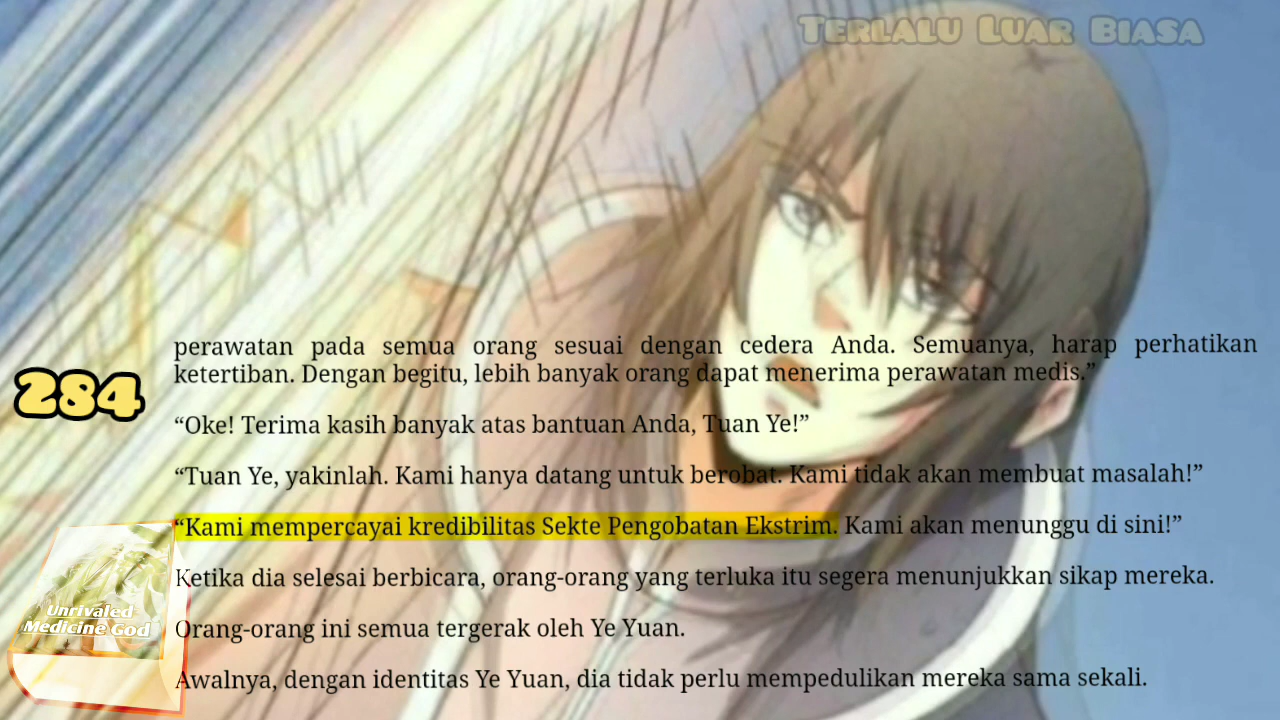 Terlalu Luar Biasa
perawatan pada semua orang sesuai dengan cedera Anda. Semuanya, harap perhatikan
ketertiban. Dengan begitu, lebih banyak orang dapat menerima perawatan medis.”
284
“Oke! Terima kasih banyak atas bantuan Anda, Tuan Ye!”
“Tuan Ye, yakinlah. Kami hanya datang untuk berobat. Kami tidak akan membuat masalah!”
“Kami mempercayai kredibilitas Sekte Pengobatan Ekstrim. Kami akan menunggu di sini!”
Ketika dia selesai berbicara, orang-orang yang terluka itu segera menunjukkan sikap mereka.
Unrivaled
Medicine God
Orang-orang ini semua tergerak oleh Ye Yuan.
Awalnya, dengan identitas Ye Yuan, dia tidak perlu mempedulikan mereka sama sekali.